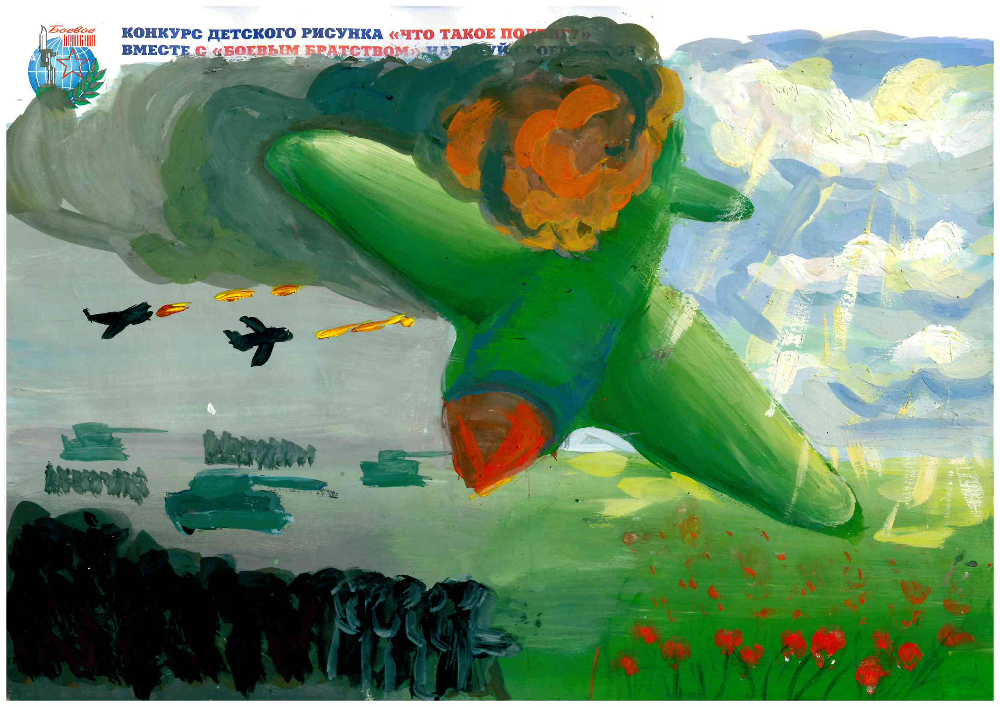 Боевое
БРАТСТВО
КОНКУРС ДЕТСКОГО РИСУНКА «ЧТО ТАКОЕ ПОДВИГ?»
ВМЕСТЕ С «БОЕВЫМ БРАТСТВОМ»